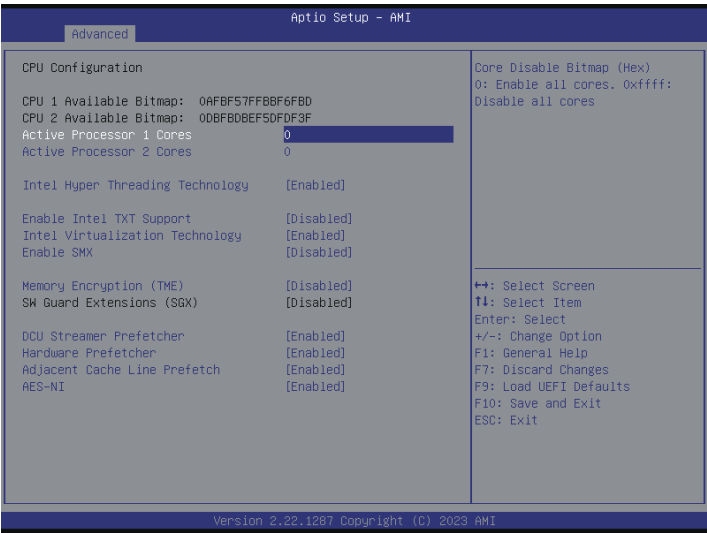 Aptio Setup – AMI
Advanced
CPU Configuration
CPU 1 Available Bitmap: 0AFBF57FFBBF6FBD
CPU 2 Available Bitmap: 0DBFBDBEF5DFDF3F
Active Processor 1 Cores 0
Active Processor 2 Cores 0
Intel Hyper Threading Technology [Enabled]
Enable Intel TXT Support [Disabled]
Intel Virtualization Technology [Enabled]
Enable SMX [Disabled]
Memory Encryption (TME) [Disabled]
SW Guard Extensions (SGX) [Disabled]
DCU Streamer Prefetcher [Enabled]
Hardware Prefetcher [Enabled]
Adjacent Cache Line Prefetch [Enabled]
AES-NI [Enabled]
Core Disable Bitmap (Hex)
0: Enable all cores. 0xffff:
Disable all cores
↔: Select Screen
↑↓: Select Item
Enter: Select
+/-: Change Option
F1: General Help
F7: Discard Changes
F9: Load UEFI Defaults
F10: Save and Exit
ESC: Exit
Version 2.22.1287 Copyright (C) 2023 AMI